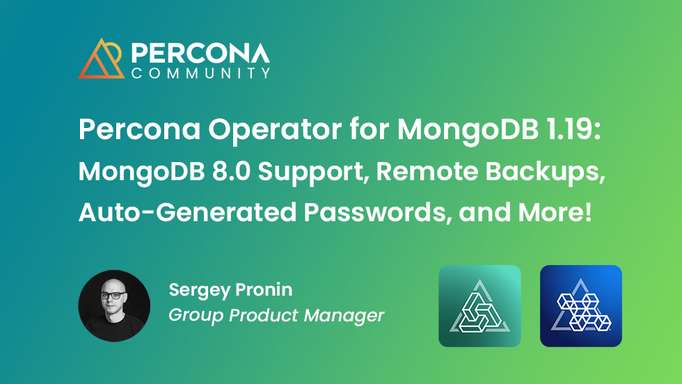 PERCONA
COMMUNITY
Percona Operator for MongoDB 1.19:
MongoDB 8.0 Support, Remote Backups,
Auto-Generated Passwords, and More!
Sergey Pronin
Group Product Manager